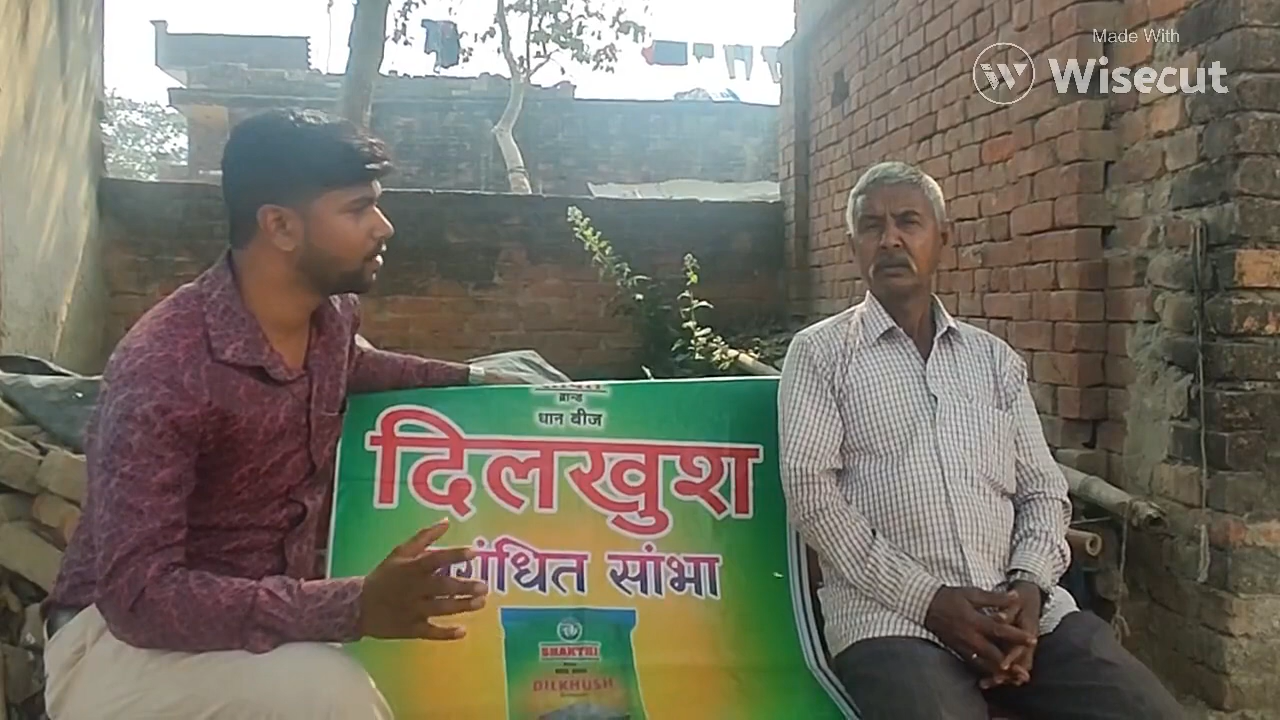 Made With
Wisecut
ब्रान्ड
धान बीज
दिलखुश
सांभा
SHAKTHI
DILKHUSH